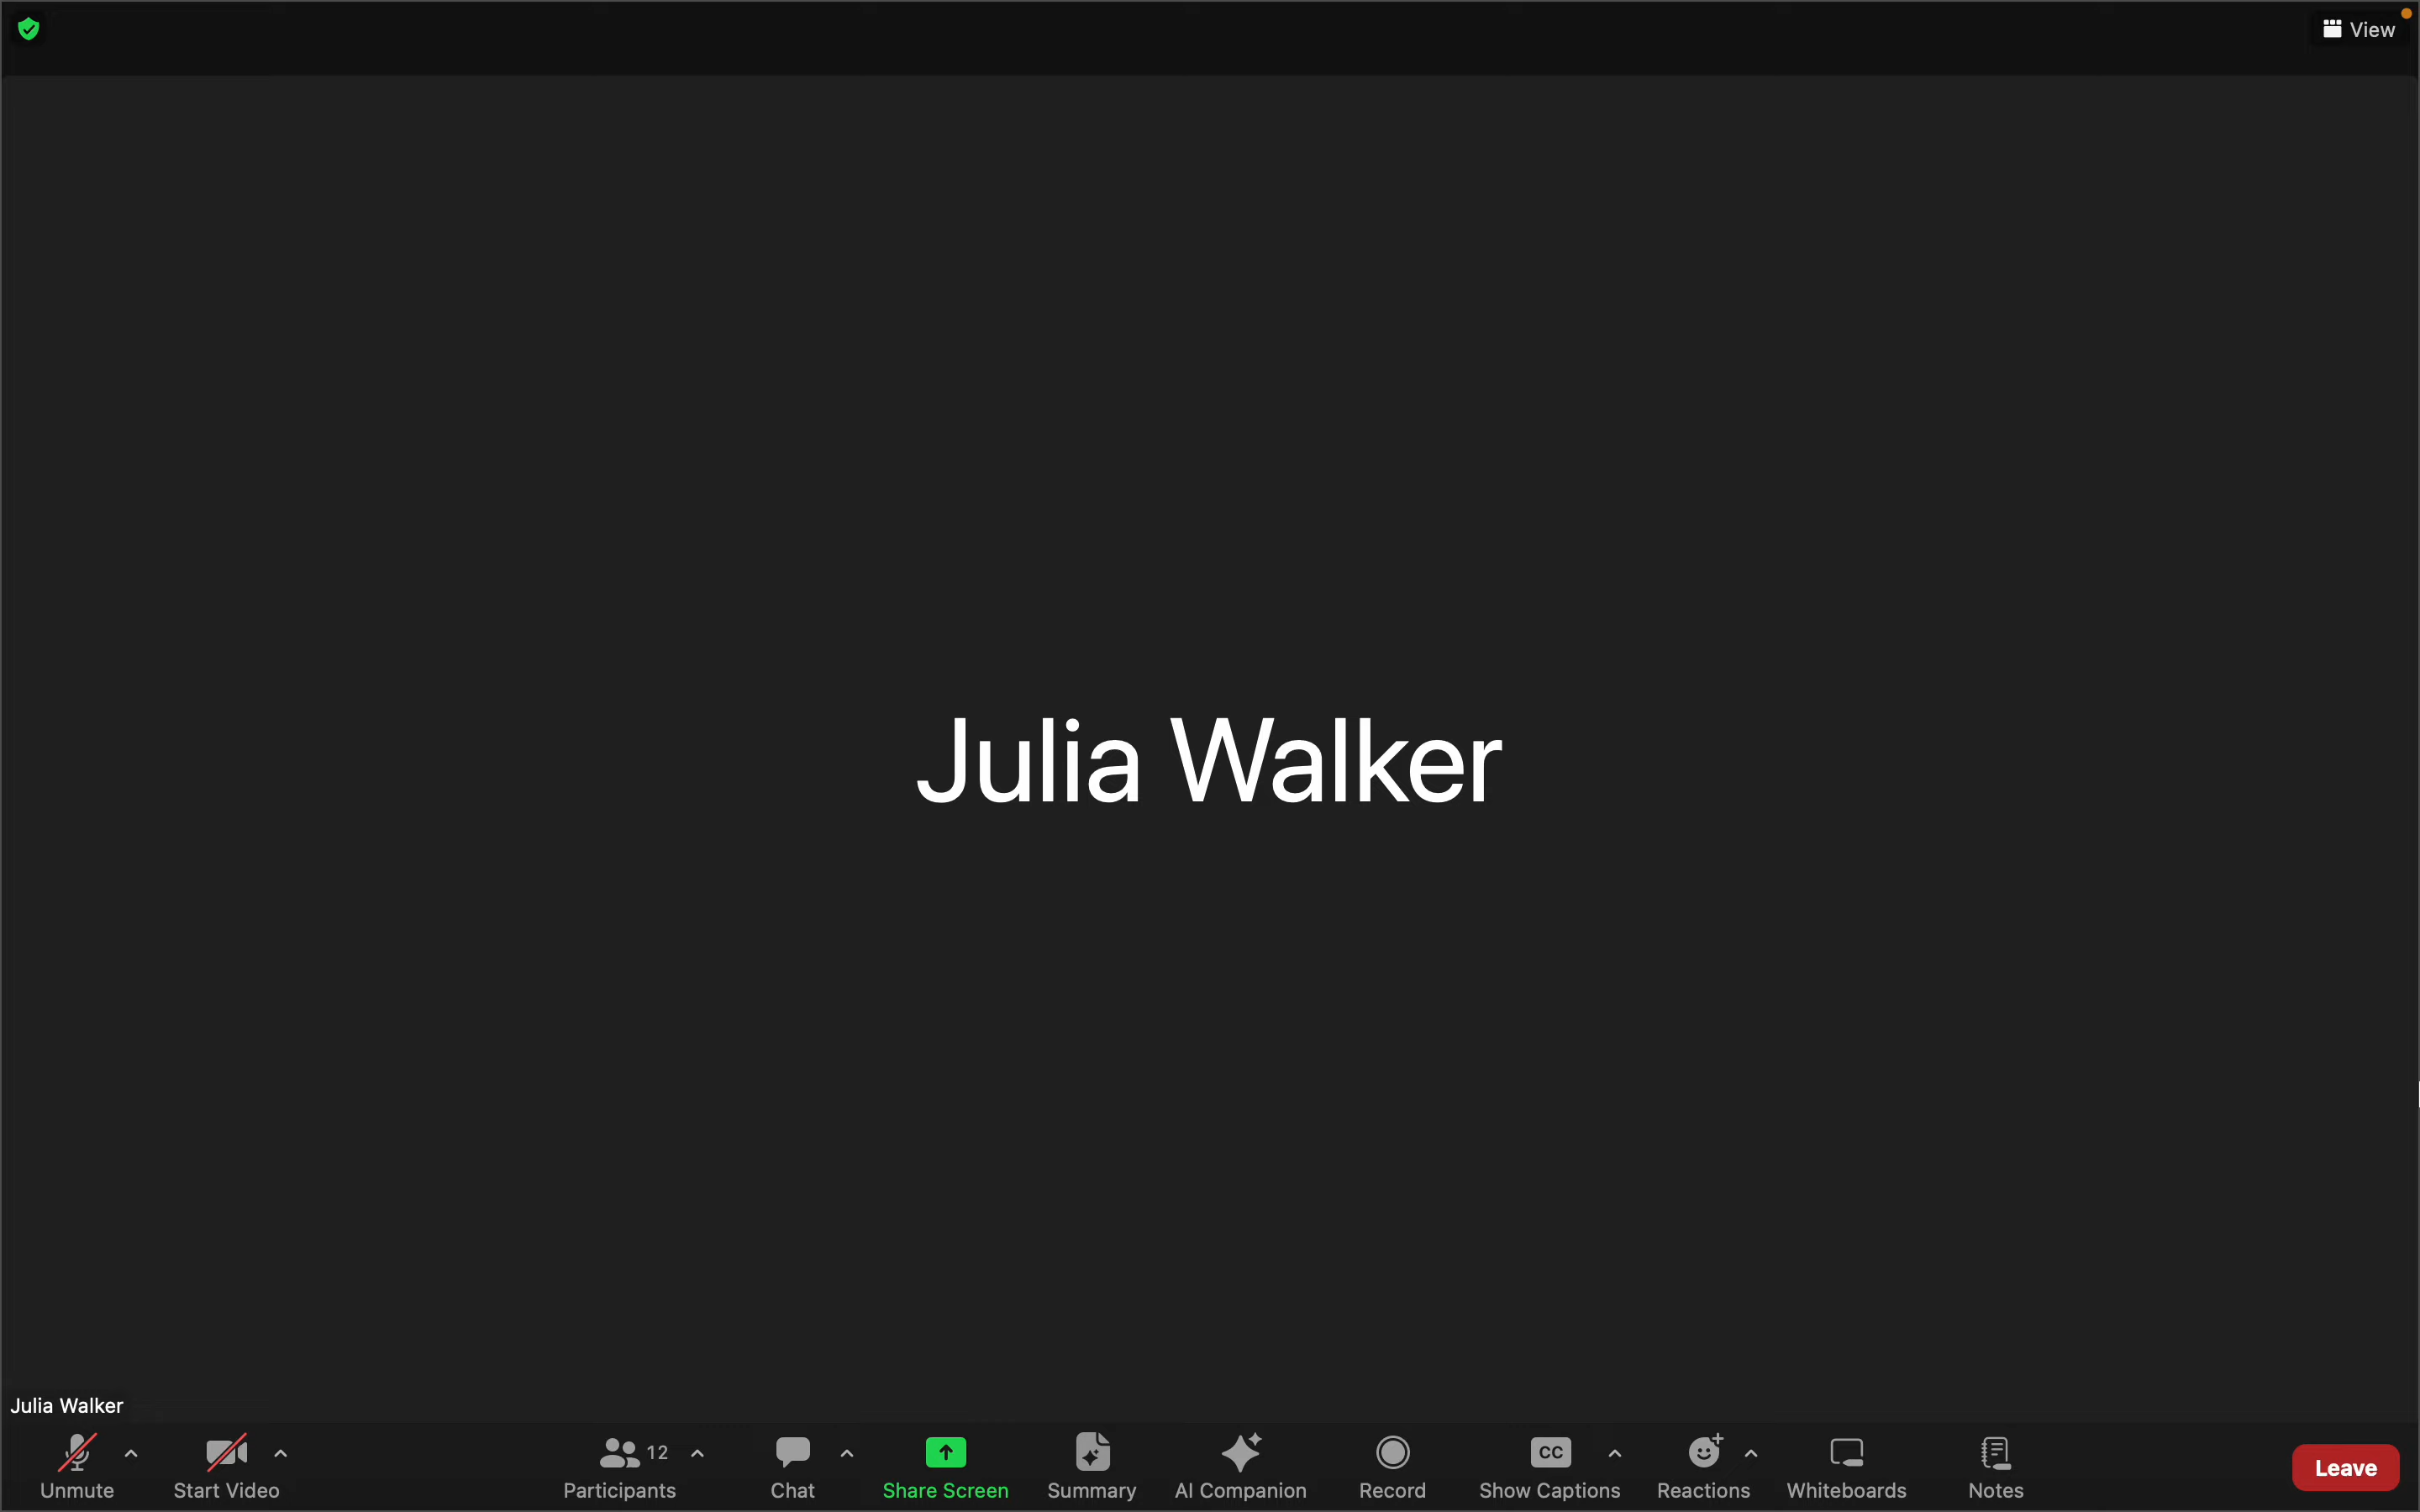 View
Julia Walker
Julia Walker
12
CC
Unmute
Start Video
Participants
Chat
Share Screen
Summary
AI Companion
Record
Show Captions
Reactions
Whiteboards
Notes
Leave